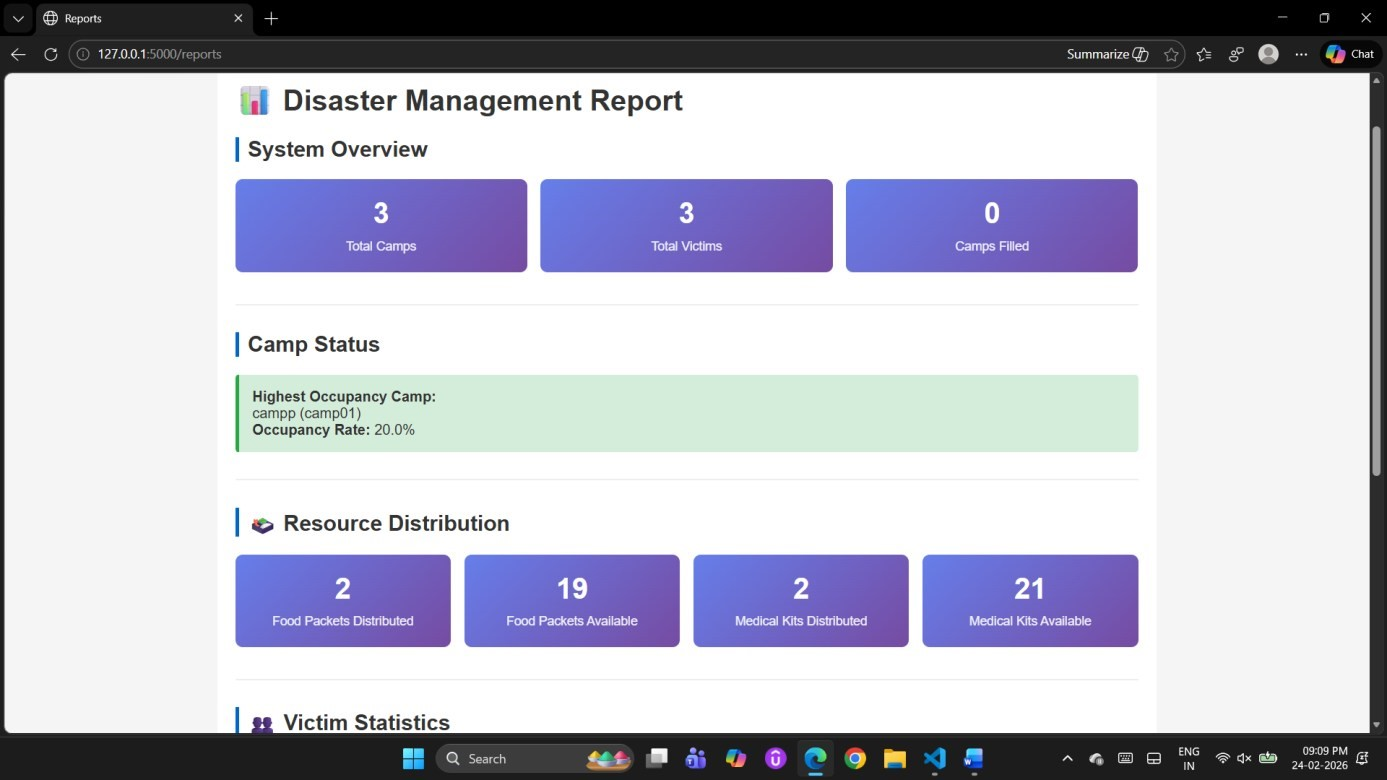 Reports
127.0.0.1:5000/reports
Summarize
Chat
Disaster Management Report
System Overview
3
Total Camps
3
Total Victims
0
Camps Filled
Camp Status
Highest Occupancy Camp:
campp (camp01)
Occupancy Rate: 20.0%
Resource Distribution
2
Food Packets Distributed
19
Food Packets Available
2
Medical Kits Distributed
21
Medical Kits Available
Victim Statistics
Search
ENG
IN
09:09 PM
24-02-2026